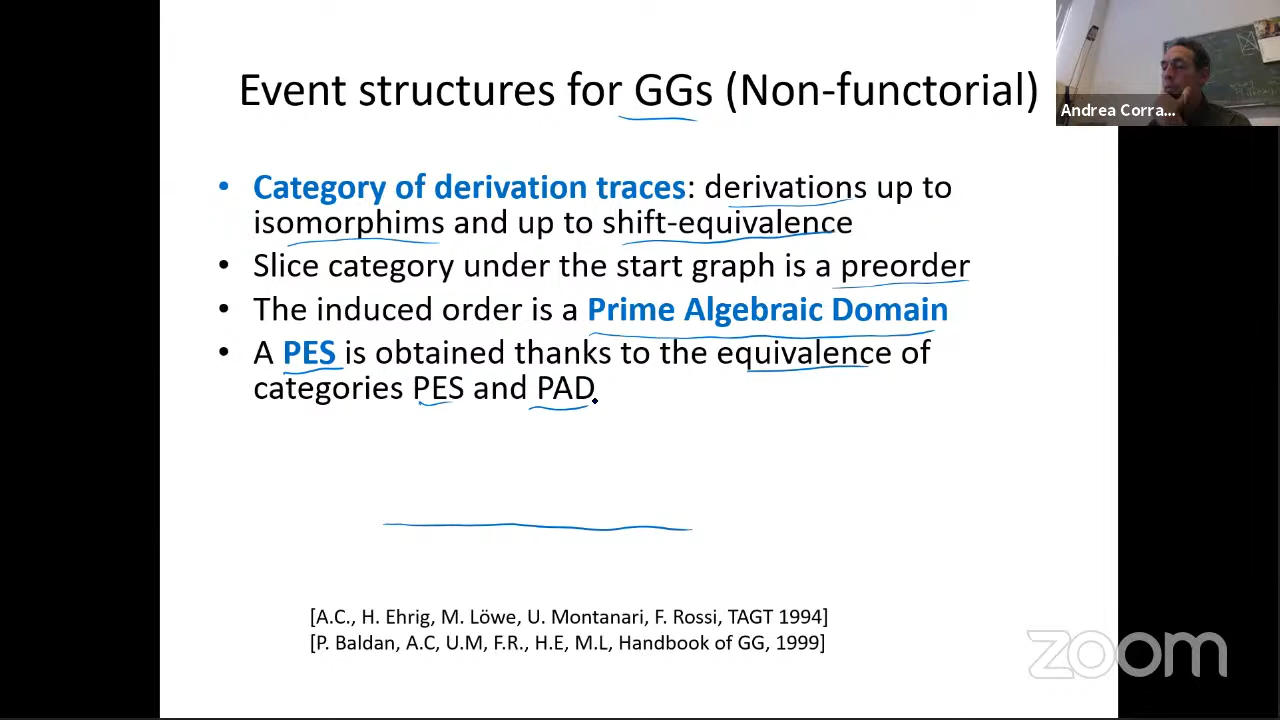 Event structures for GGs (Non-functorial)
Andrea Corra...
• Category of derivation traces: derivations up to
isomorphims and up to shift-equivalence
• Slice category under the start graph is a preorder
• The induced order is a Prime Algebraic Domain
• A PES is obtained thanks to the equivalence of
categories PES and PAD.
[A.C., H. Ehrig, M. Löwe, U. Montanari, F. Rossi, TAGT 1994]
[P. Baldan, A.C, U.M, F.R., H.E, M.L, Handbook of GG, 1999]
zoom